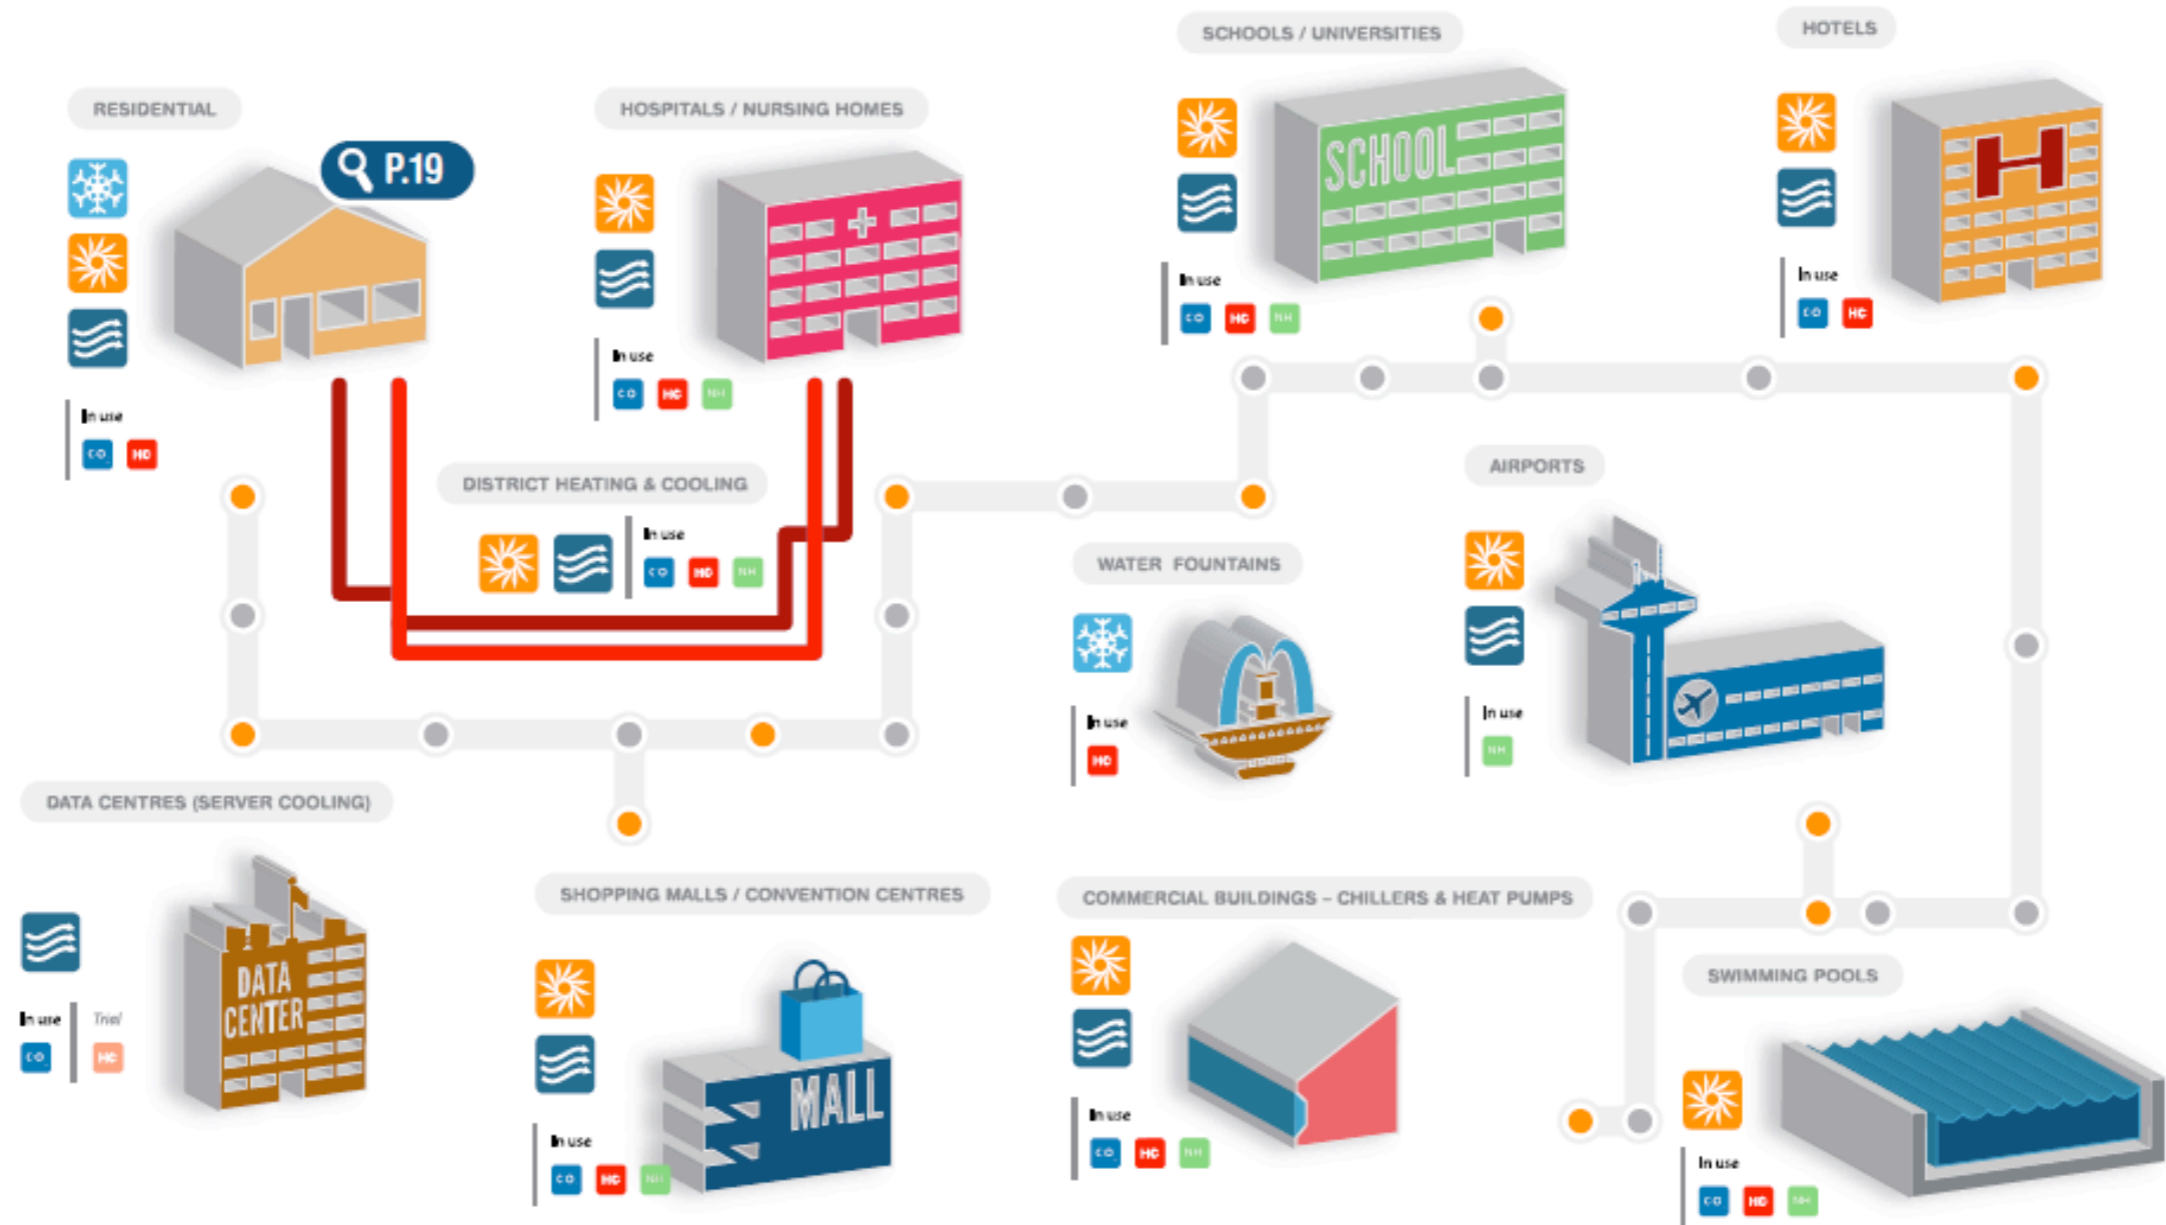 SCHOOLS / UNIVERSITIES
HOTELS
RESIDENTIAL
HOSPITALS / NURSING HOMES
P.19
SCHOOL
H
In use
CO HC NH
In use
CO HC
In use
CO HC NH
In use
CO HC
DISTRICT HEATING & COOLING
In use
CO HC NH
AIRPORTS
WATER FOUNTAINS
In use
HC
In use
NH
DATA CENTRES (SERVER COOLING)
SHOPPING MALLS / CONVENTION CENTRES
COMMERCIAL BUILDINGS – CHILLERS & HEAT PUMPS
SWIMMING POOLS
DATA
CENTER
In use
Trial
CO HC
MALL
In use
CO HC NH
In use
CO HC NH
In use
CO HC NH